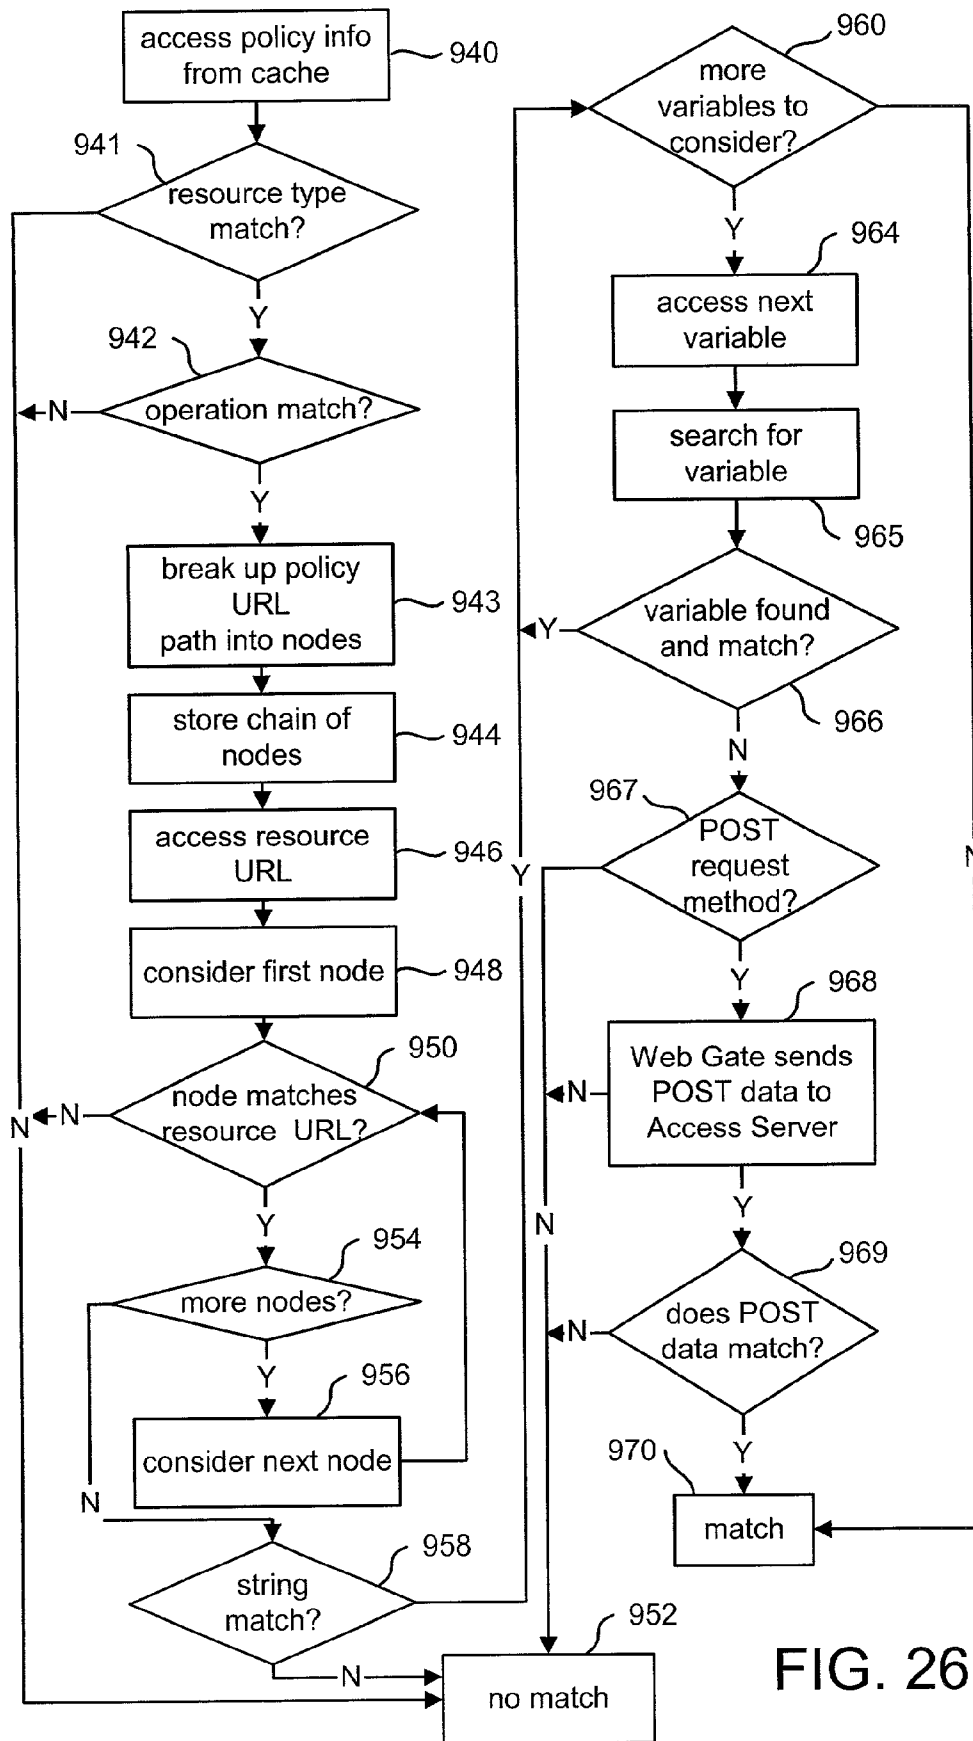 access policy info
from cache
940
941
resource type
match?
Y
942
operation match?
N
Y
break up policy
URL
path into nodes
943
store chain of
nodes
944
access resource
URL
946
consider first node
948
950
node matches
resource URL?
N
N
Y
954
more nodes?
Y
956
consider next node
N
958
string
match?
N
Y
960
more
variables to
consider?
N
Y
964
access next
variable
search for
variable
965
variable found
and match?
Y
966
N
967
POST
request
method?
Y
968
Web Gate sends
POST data to
Access Server
N
Y
N
969
does POST
data match?
N
Y
970
match
952
no match
FIG. 26